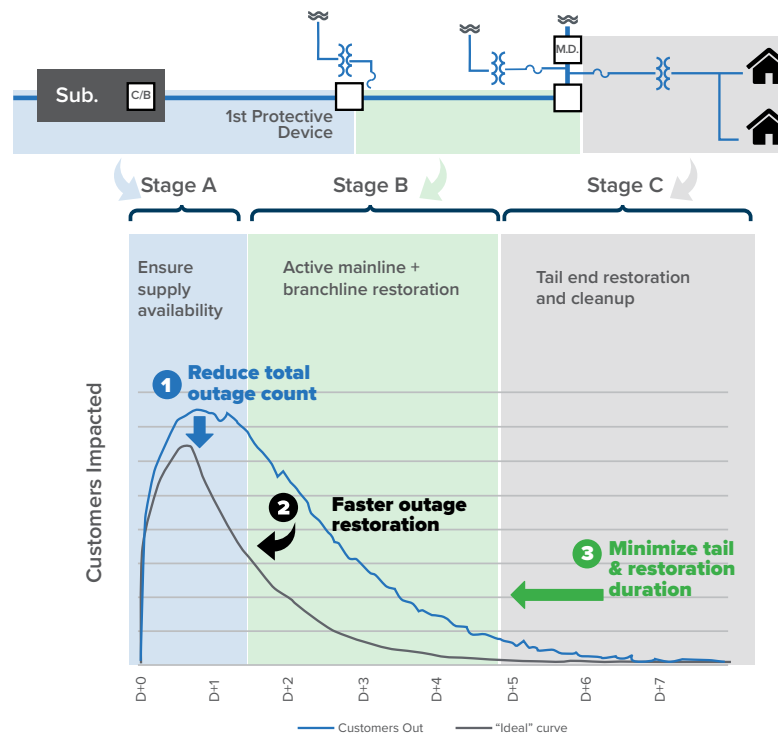 M.D.
Sub.
C/B
1st Protective
Device
Stage A
Stage B
Stage C
Ensure
supply
availability
Active mainline +
branchline restoration
Tail end restoration
and cleanup
1
Reduce total
outage count
2
Faster outage
restoration
3
Minimize tail
& restoration
duration
Customers Impacted
D+0
D+1
D+2
D+3
D+4
D+5
D+6
D+7
Customers Out
“Ideal” curve